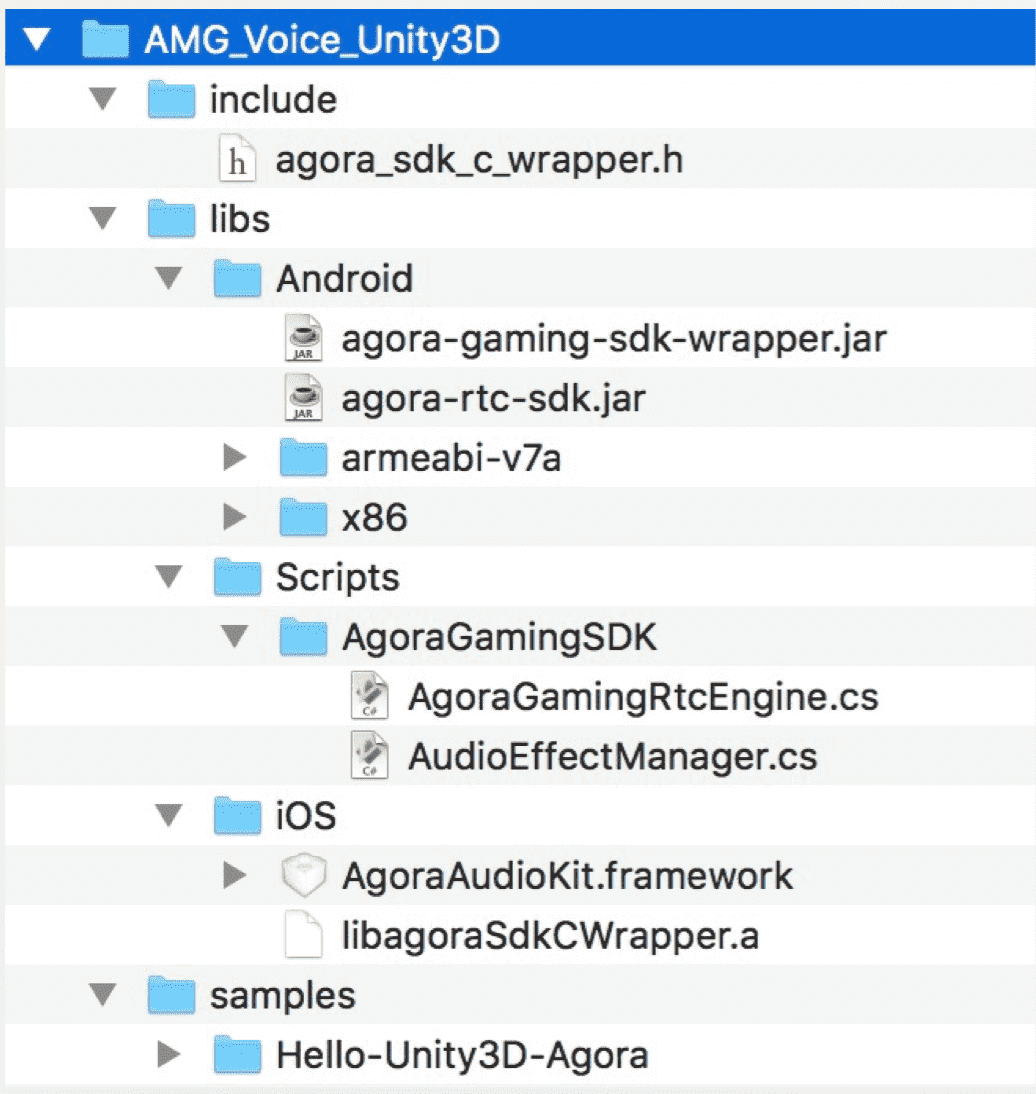 AMG_Voice_Unity3D
include
h agora_sdk_c_wrapper.h
libs
Android
JAR agora-gaming-sdk-wrapper.jar
JAR agora-rtc-sdk.jar
armeabi-v7a
x86
Scripts
AgoraGamingSDK
C# AgoraGamingRtcEngine.cs
C# AudioEffectManager.cs
iOS
AgoraAudioKit.framework
libagoraSdkCWrapper.a
samples
Hello-Unity3D-Agora